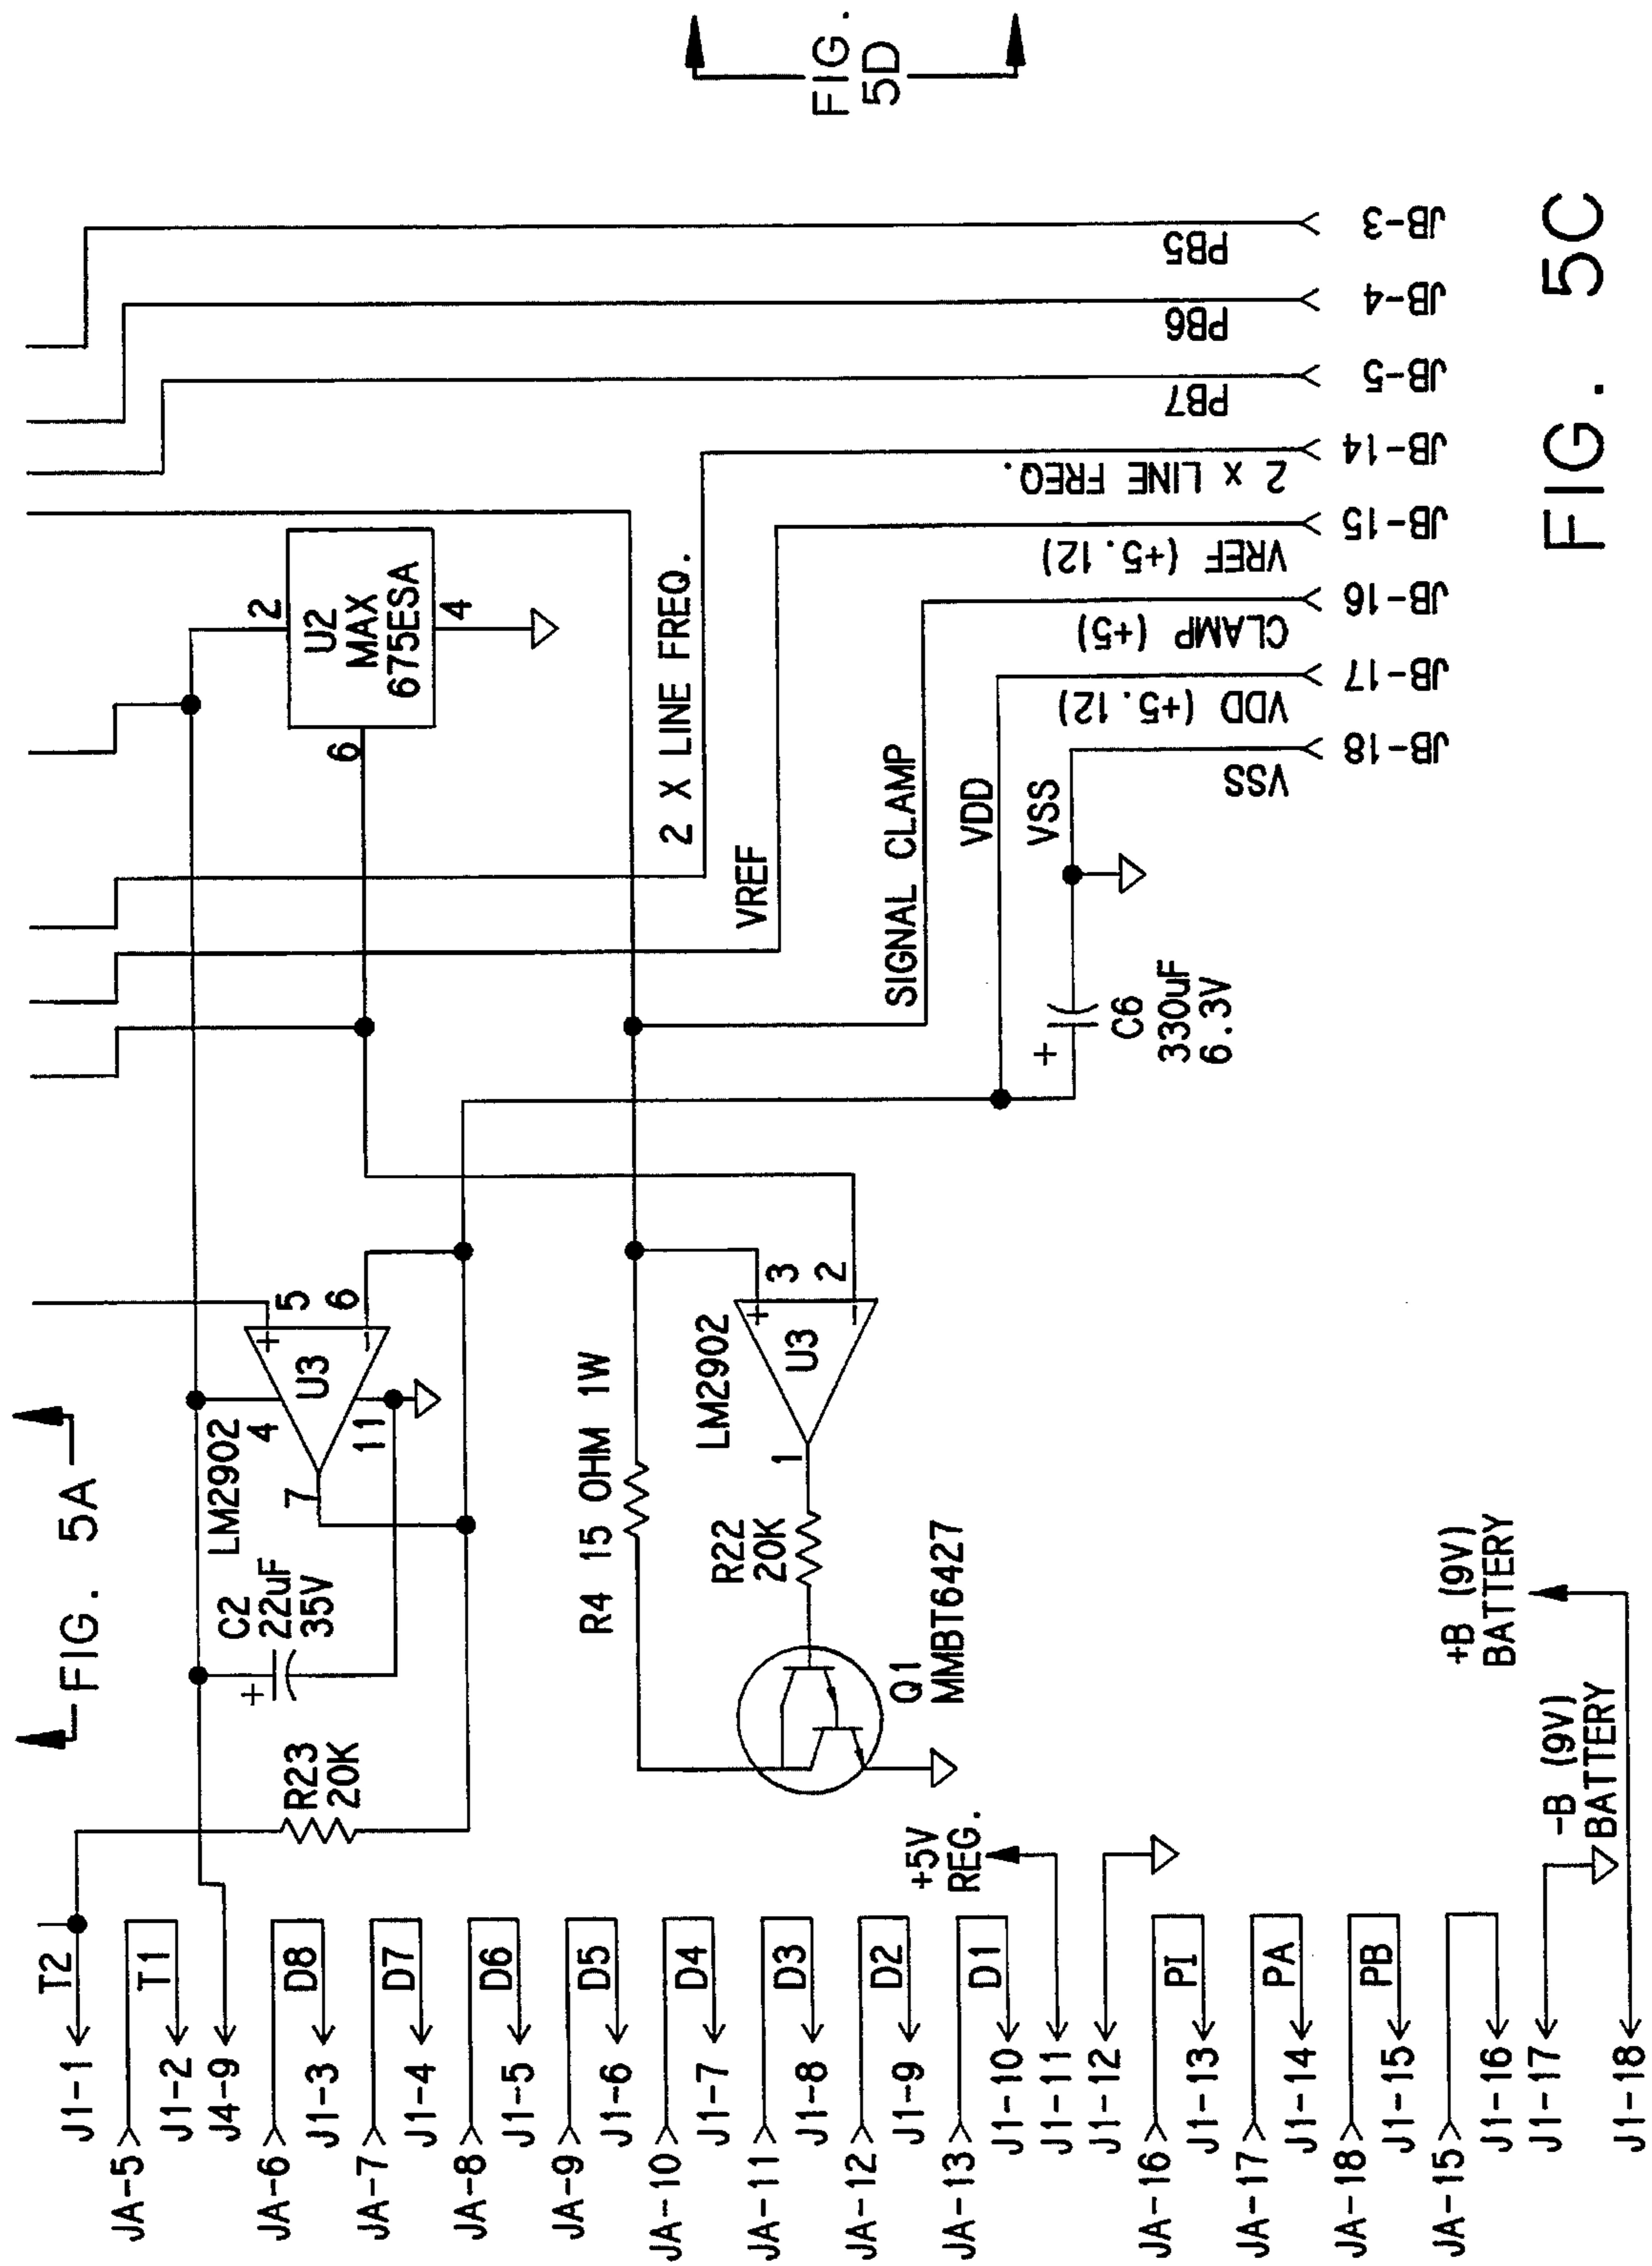 FIG. 5A
FIG.
5D
T2
J1-1
JA-5
T1
J1-2
J4-9
JA-6
D8
J1-3
JA-7
D7
J1-4
JA-8
D6
J1-5
JA-9
D5
J1-6
JA-10
D4
J1-7
JA-11
D3
J1-8
JA-12
D2
J1-9
JA-13
D1
J1-10
J1-11
+5V
REG.
J1-12
JA-16
PI
J1-13
JA-17
PA
J1-14
JA-18
PB
J1-15
JA-15
J1-16
J1-17
-B (9V)
BATTERY
J1-18
+B (9V)
BATTERY
R23
20K
+
C2
22uF
35V
LM2902
4
U3
+
5
-
6
7
11
R4 15 OHM 1W
LM2902
U3
+
3
-
2
1
R22
20K
Q1
MMBT6427
2
U2
MAX
675ESA
4
6
2 X LINE FREQ.
VREF
SIGNAL CLAMP
VDD
VSS
+
C6
330uF
6.3V
PB5
JB-3
PB6
JB-4
PB7
JB-5
2 x LINE FREQ.
JB-14
VREF (+5.12)
JB-15
CLAMP (+5)
JB-16
VDD (+5.12)
JB-17
VSS
JB-18
FIG. 5C